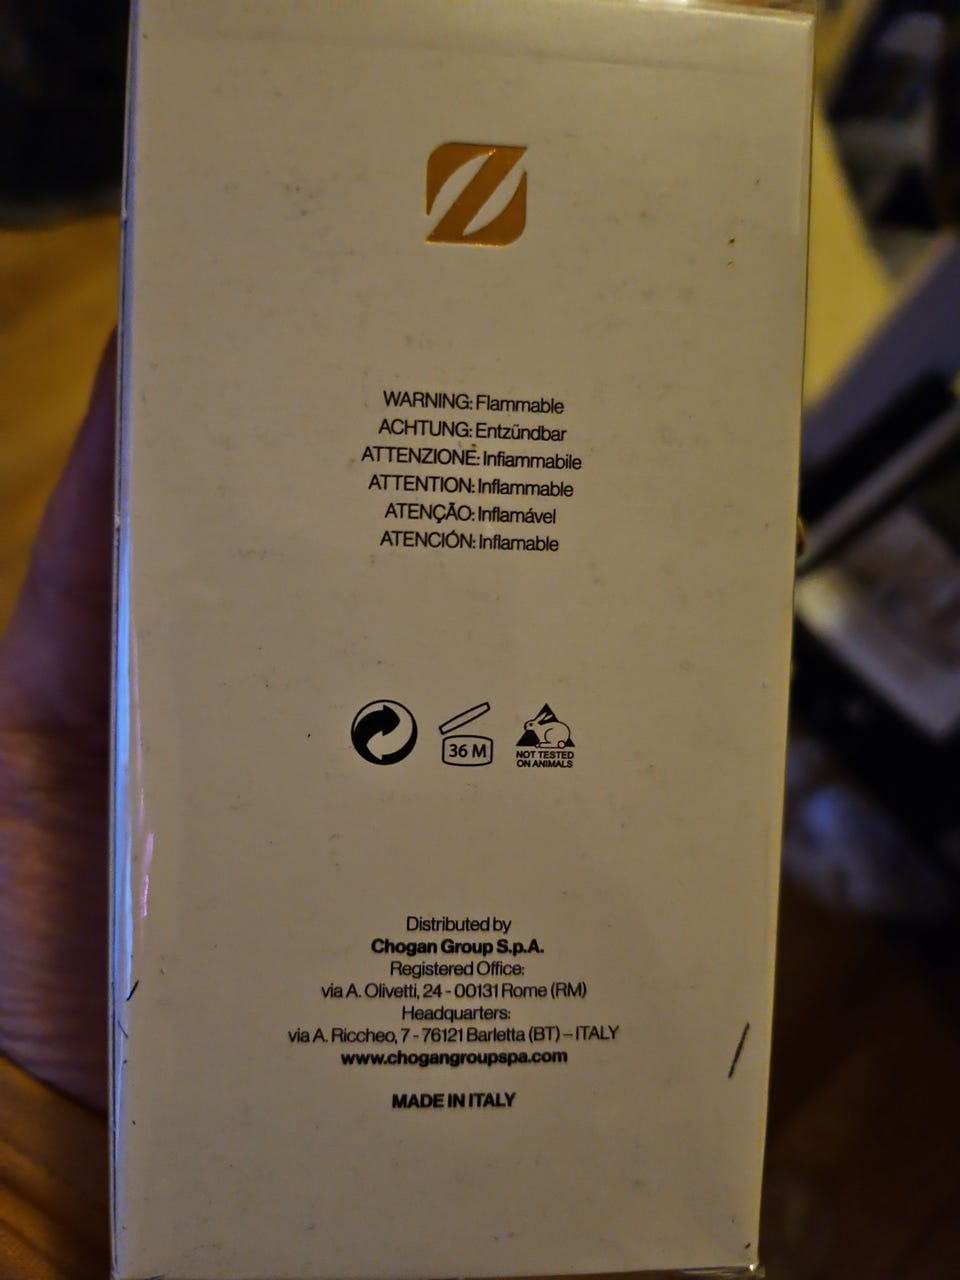 WARNING: Flammable
ACHTUNG: Entzündbar
ATTENZIONE: Infiammabile
ATTENTION: Inflammable
ATENÇÃO: Inflamável
ATENCIÓN: Inflamable
36 M
NOT TESTED
ON ANIMALS
Distributed by
Chogan Group S.p.A.
Registered Office:
via A. Olivetti, 24 - 00131 Rome (RM)
Headquarters:
via A. Riccheo, 7 - 76121 Barletta (BT) – ITALY
www.chogangroupspa.com
MADE IN ITALY